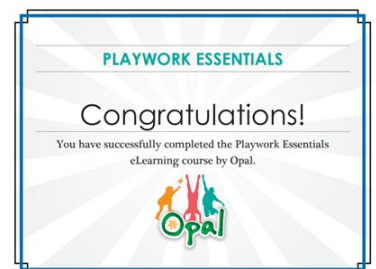 PLAYWORK ESSENTIALS
Congratulations!
You have successfully completed the Playwork Essentials
eLearning course by Opal.
Opal